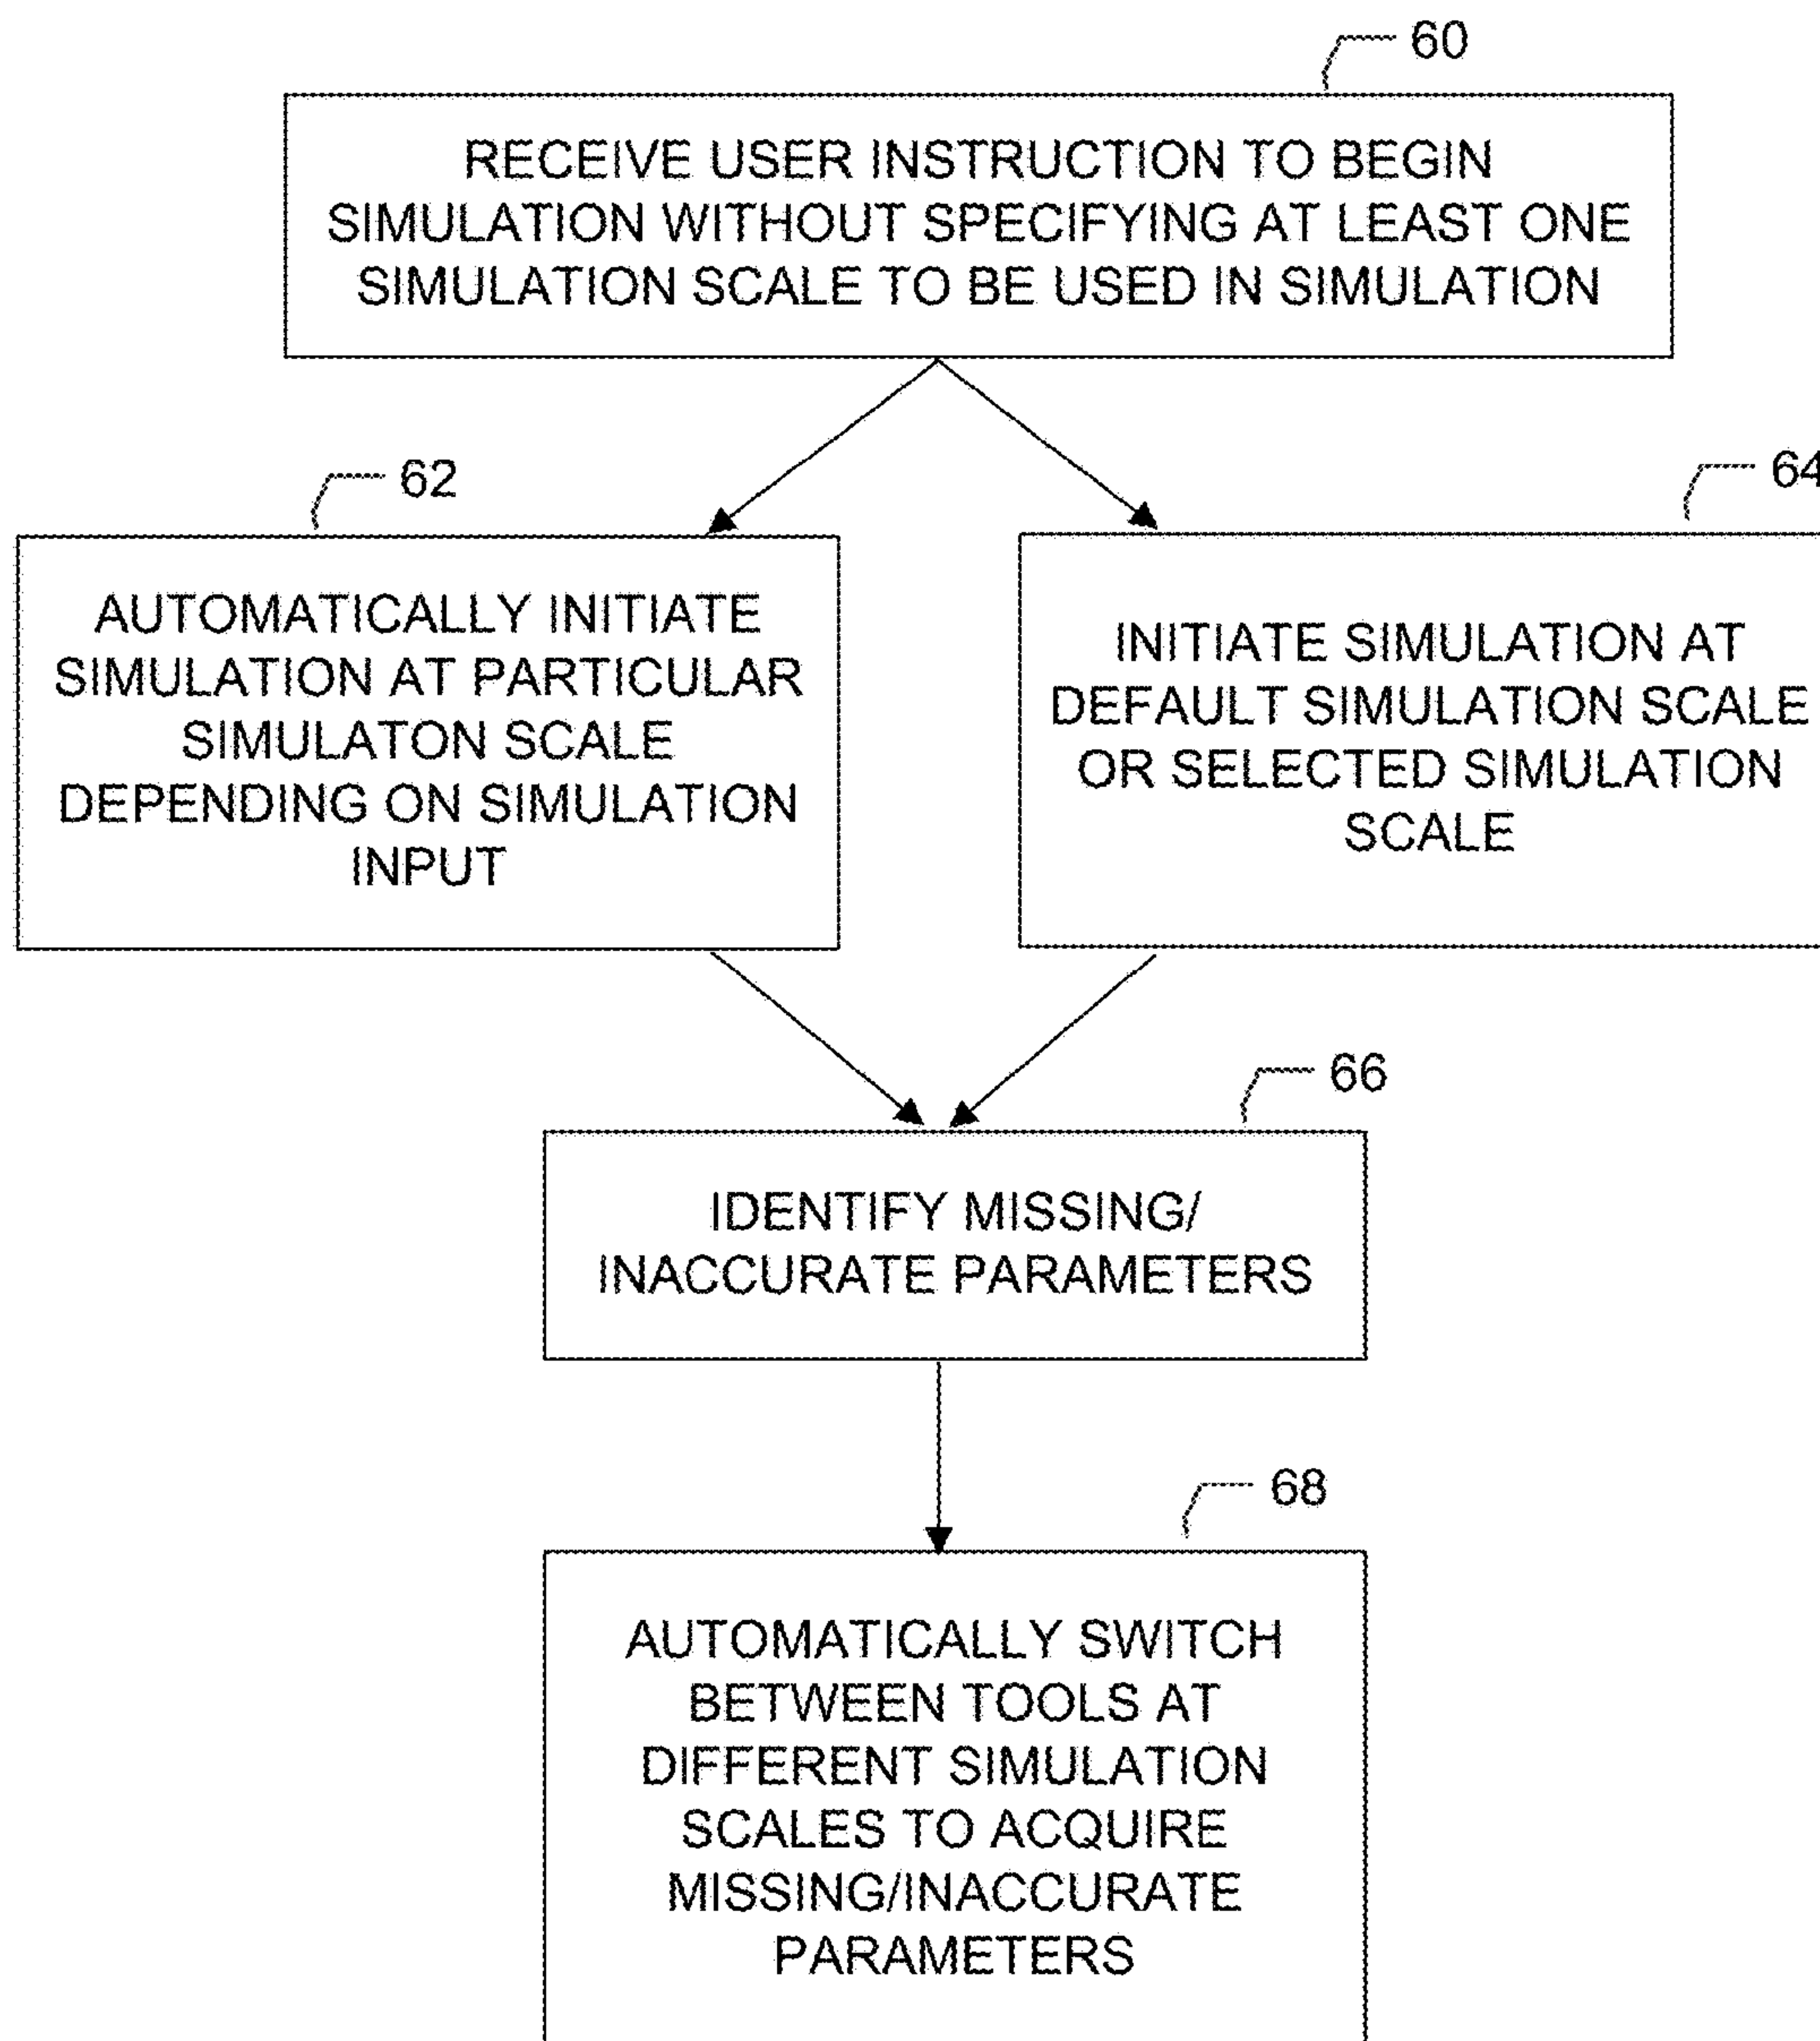 60
RECEIVE USER INSTRUCTION TO BEGIN
SIMULATION WITHOUT SPECIFYING AT LEAST ONE
SIMULATION SCALE TO BE USED IN SIMULATION
62
AUTOMATICALLY INITIATE
SIMULATION AT PARTICULAR
SIMULATON SCALE
DEPENDING ON SIMULATION
INPUT
64
INITIATE SIMULATION AT
DEFAULT SIMULATION SCALE
OR SELECTED SIMULATION
SCALE
66
IDENTIFY MISSING/
INACCURATE PARAMETERS
68
AUTOMATICALLY SWITCH
BETWEEN TOOLS AT
DIFFERENT SIMULATION
SCALES TO ACQUIRE
MISSING/INACCURATE
PARAMETERS